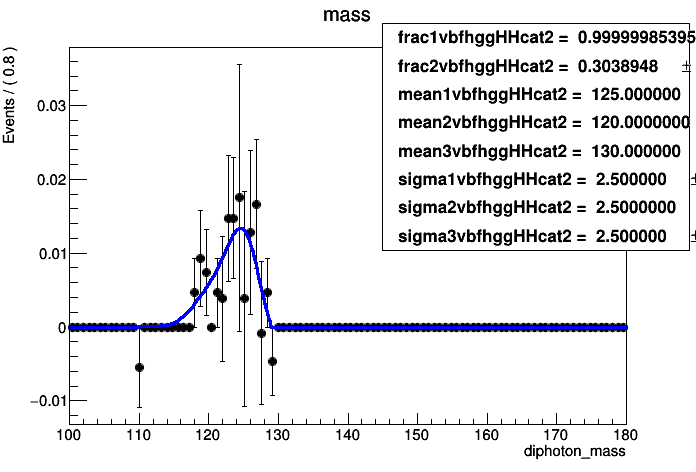 mass
frac1vbfhggHHcat2 = 0.99999985395
frac2vbfhggHHcat2 = 0.3038948 ±
mean1vbfhggHHcat2 = 125.000000
mean2vbfhggHHcat2 = 120.0000000
mean3vbfhggHHcat2 = 130.000000
sigma1vbfhggHHcat2 = 2.500000 ±
sigma2vbfhggHHcat2 = 2.5000000
sigma3vbfhggHHcat2 = 2.500000 ±
Events / ( 0.8 )
0.03
0.02
0.01
0
−0.01
100 110 120 130 140 150 160 170 180
diphoton_mass